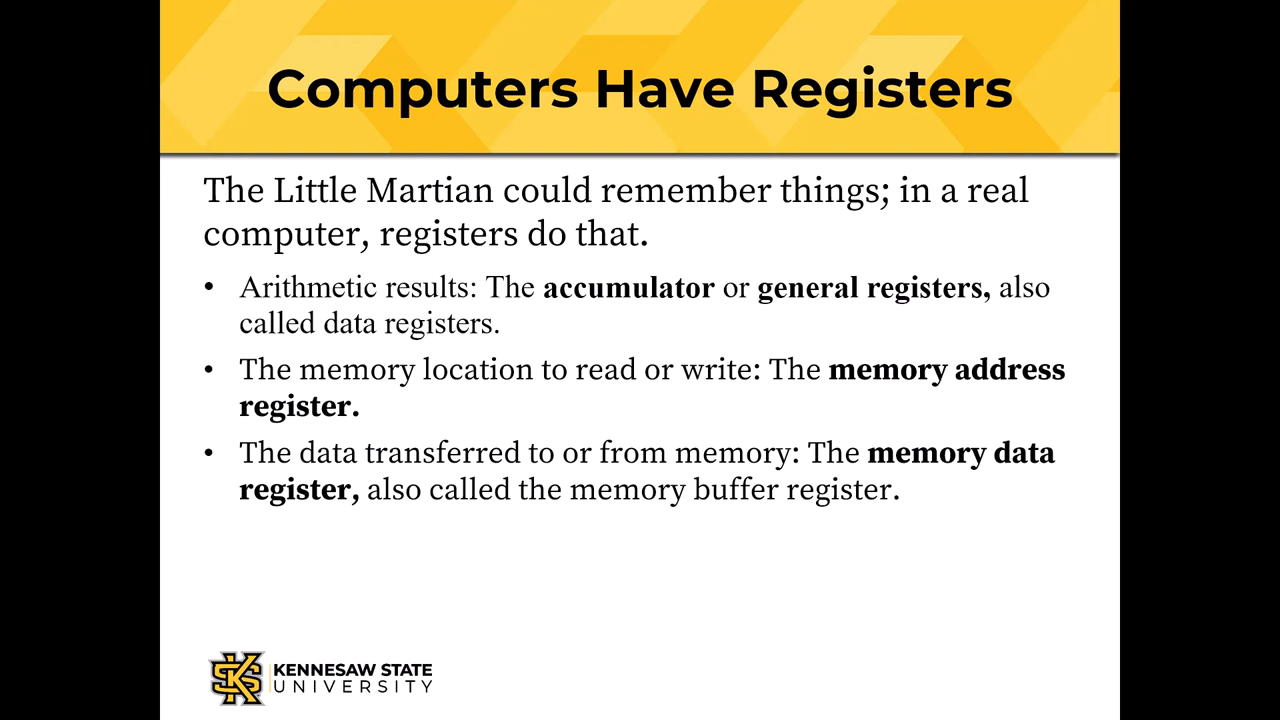 Computers Have Registers
The Little Martian could remember things; in a real
computer, registers do that.
• Arithmetic results: The accumulator or general registers, also
called data registers.
• The memory location to read or write: The memory address
register.
• The data transferred to or from memory: The memory data
register, also called the memory buffer register.
KENNESAW STATE
UNIVERSITY